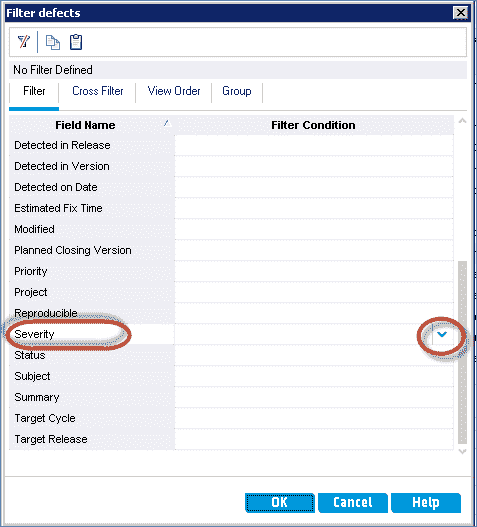 Filter defects
No Filter Defined
Filter Cross Filter View Order Group
Field Name Filter Condition
Detected in Release
Detected in Version
Detected on Date
Estimated Fix Time
Modified
Planned Closing Version
Priority
Project
Reproducible
Severity
Status
Subject
Summary
Target Cycle
Target Release
OK Cancel Help